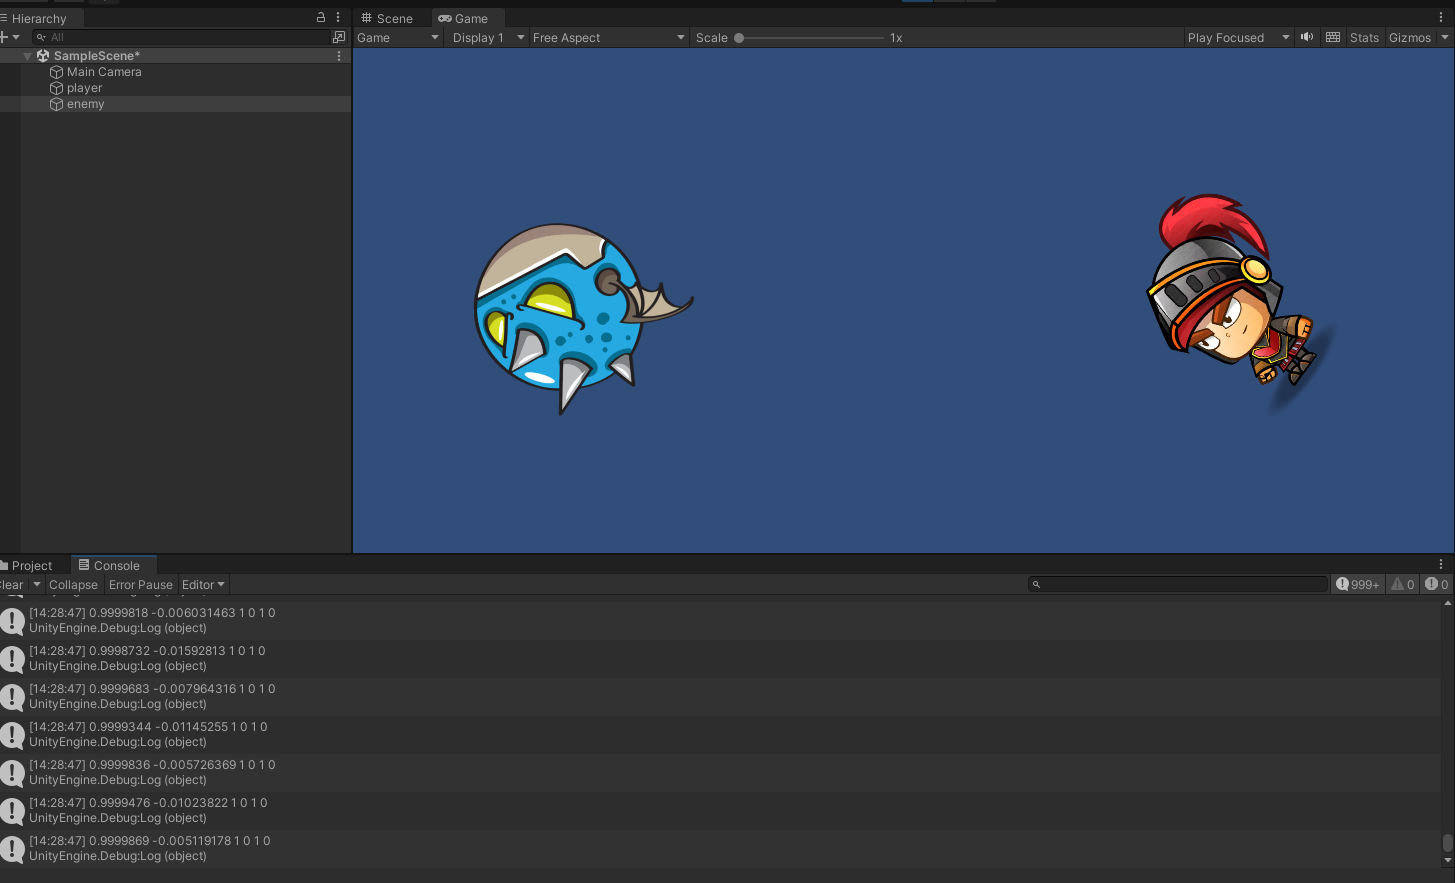 Hierarchy
Scene
Game
All
Game
Display 1
Free Aspect
Scale
1x
Play Focused
Stats
Gizmos
SampleScene*
Main Camera
player
enemy
Project
Console
lear
Collapse
Error Pause
Editor
999+
0
0
[14:28:47] 0.9999818 -0.006031463 1 0 1 0
UnityEngine.Debug:Log (object)
[14:28:47] 0.9998732 -0.01592813 1 0 1 0
UnityEngine.Debug:Log (object)
[14:28:47] 0.9999683 -0.007964316 1 0 1 0
UnityEngine.Debug:Log (object)
[14:28:47] 0.9999344 -0.01145255 1 0 1 0
UnityEngine.Debug:Log (object)
[14:28:47] 0.9999836 -0.005726369 1 0 1 0
UnityEngine.Debug:Log (object)
[14:28:47] 0.9999476 -0.01023822 1 0 1 0
UnityEngine.Debug:Log (object)
[14:28:47] 0.9999869 -0.005119178 1 0 1 0
UnityEngine.Debug:Log (object)